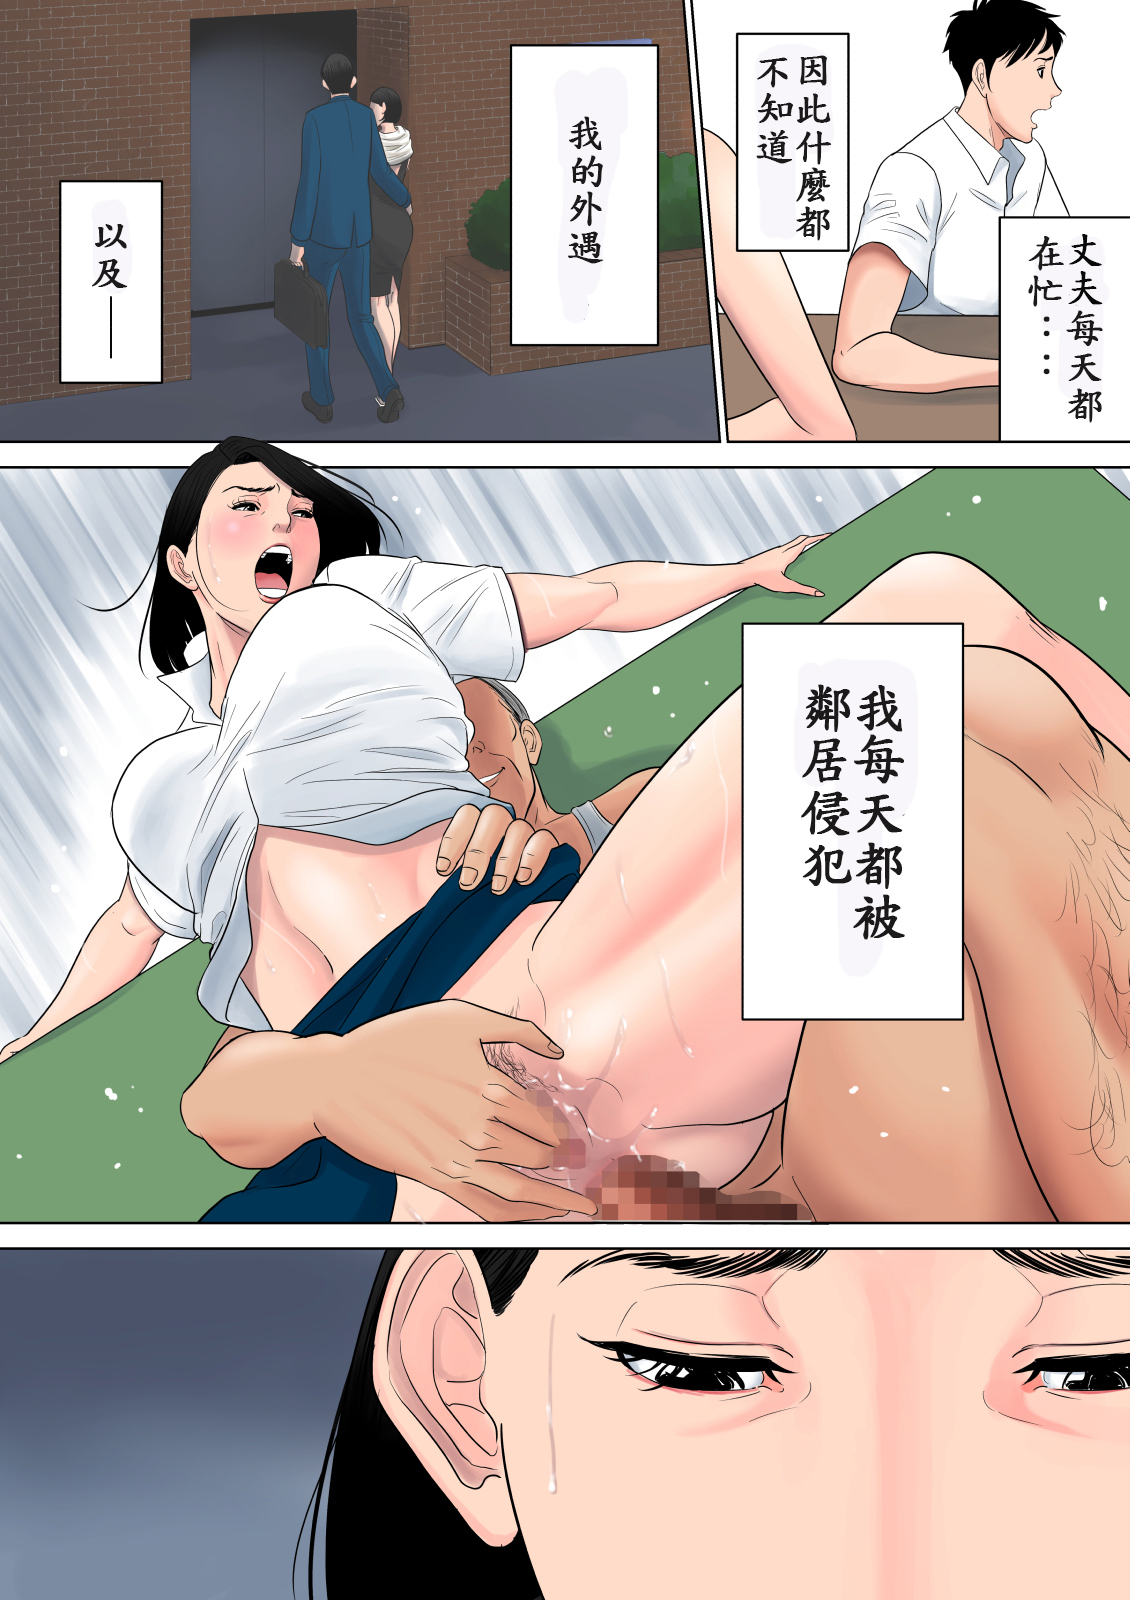 丈夫每天都
在忙……
因此什麼都
不知道
我的外遇
以及—
我每天都被
鄰居侵犯